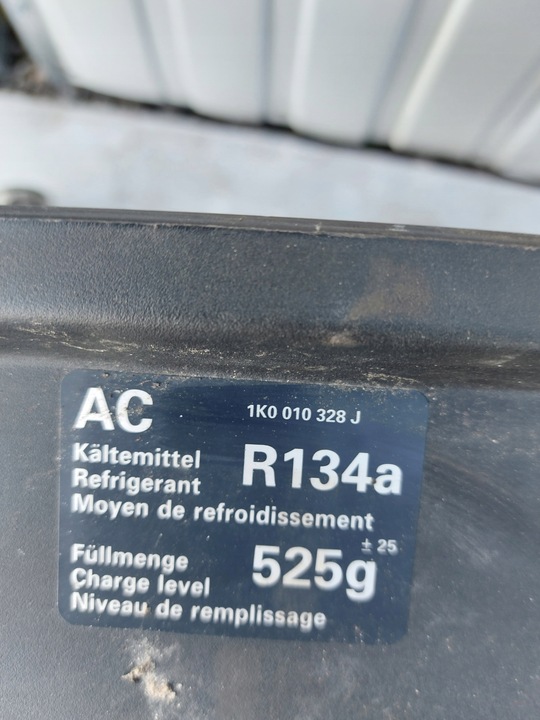 AC 1K0 010 328 J
Kältemittel R134a
Refrigerant
Moyen de refroidissement
Füllmenge 525g ± 25
Charge level
Niveau de remplissage